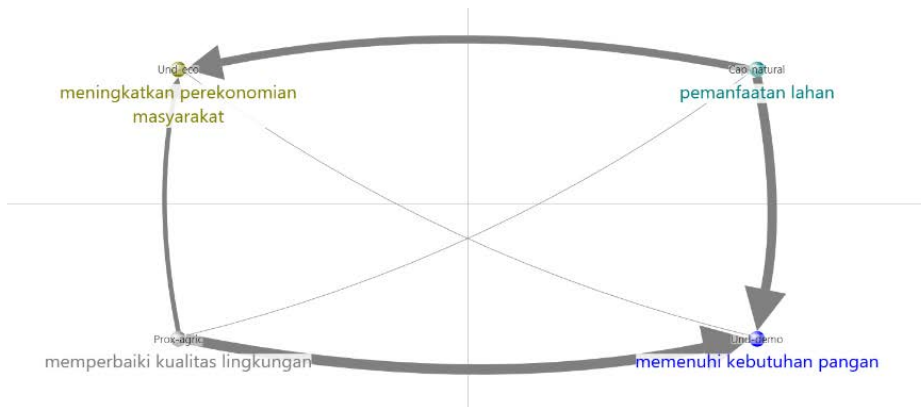 Und-eco
meningkatkan perekonomian
masyarakat
Cap-natural
pemanfaatan lahan
Prox-agric
memperbaiki kualitas lingkungan
Und-demo
memenuhi kebutuhan pangan